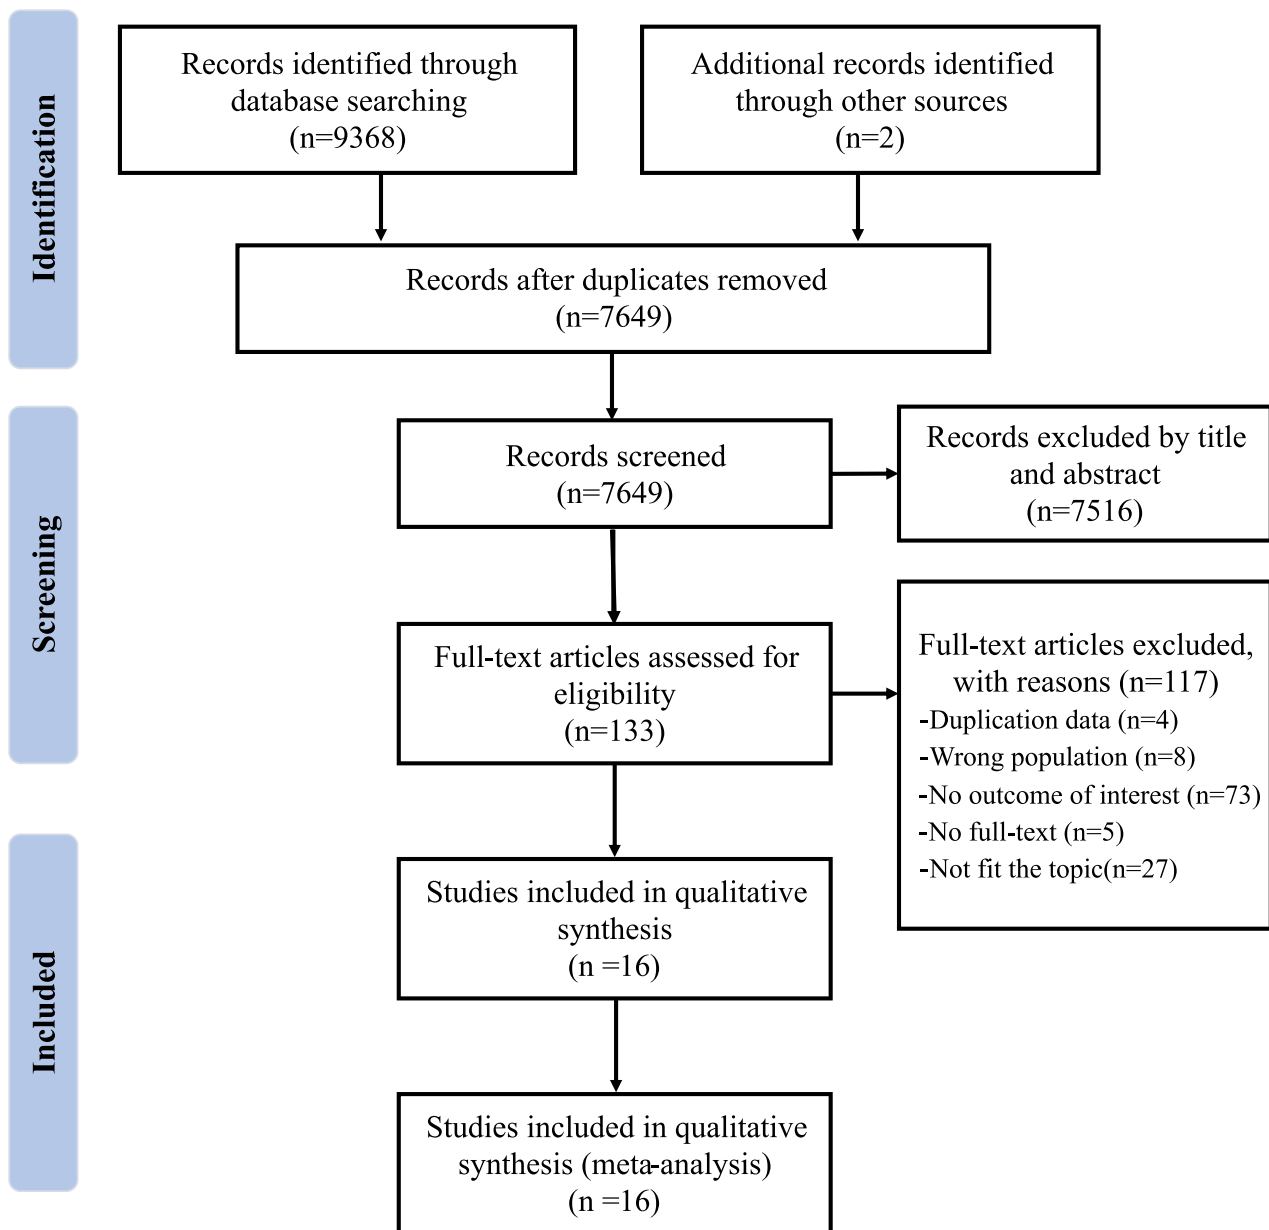 Identification
Records identified through
database searching
(n=9368)
Additional records identified
through other sources
(n=2)
Records after duplicates removed
(n=7649)
Screening
Records screened
(n=7649)
Records excluded by title
and abstract
(n=7516)
Full-text articles assessed for
eligibility
(n=133)
Full-text articles excluded,
with reasons (n=117)
-Duplication data (n=4)
-Wrong population (n=8)
-No outcome of interest (n=73)
-No full-text (n=5)
-Not fit the topic(n=27)
Included
Studies included in qualitative
synthesis
(n =16)
Studies included in qualitative
synthesis (meta-analysis)
(n =16)